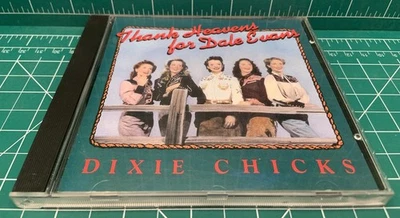 Thank Heavens
for Dale Evans
DIXIE CHICKS